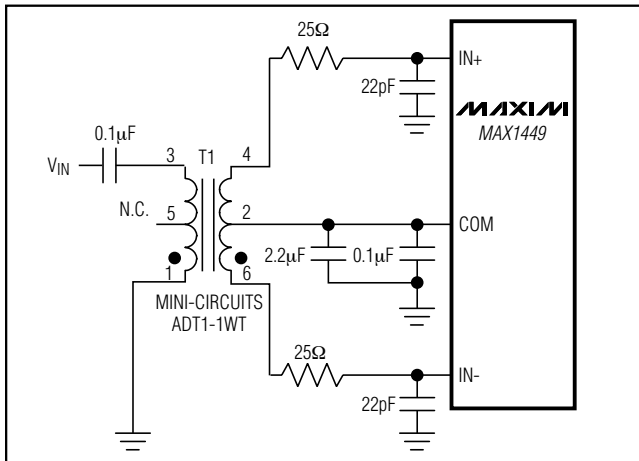 25Ω
IN+
22pF
MAXIM
MAX1449
0.1µF
3
T1
4
VIN
N.C.
5
2
COM
2.2µF
0.1µF
1
6
MINI-CIRCUITS
ADT1-1WT
25Ω
IN-
22pF